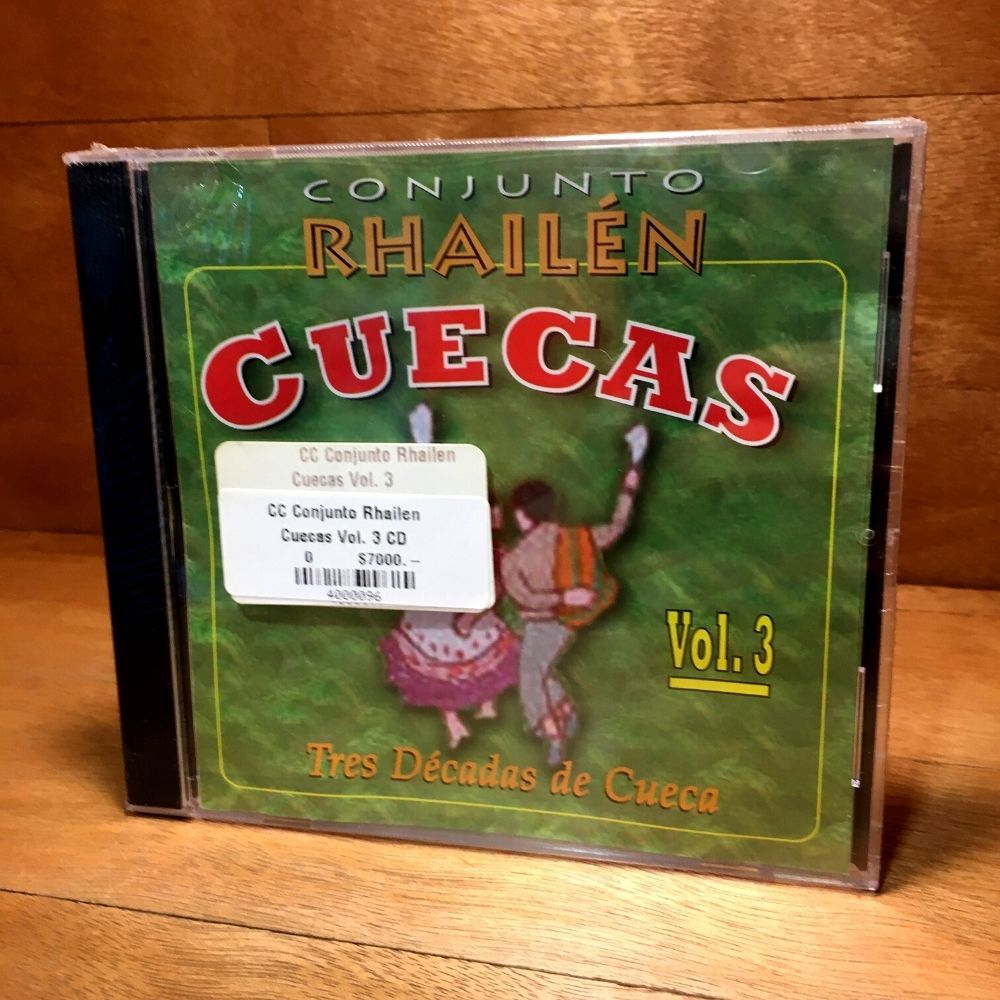 CONJUNTO
RHAILÉN
CUECAS
CC Conjunto Rhailen
Cuecas Vol. 3
CC Conjunto Rhailen
Cuecas Vol. 3 CD
0 $7000.–
4000096
Vol. 3
Tres Décadas de Cueca